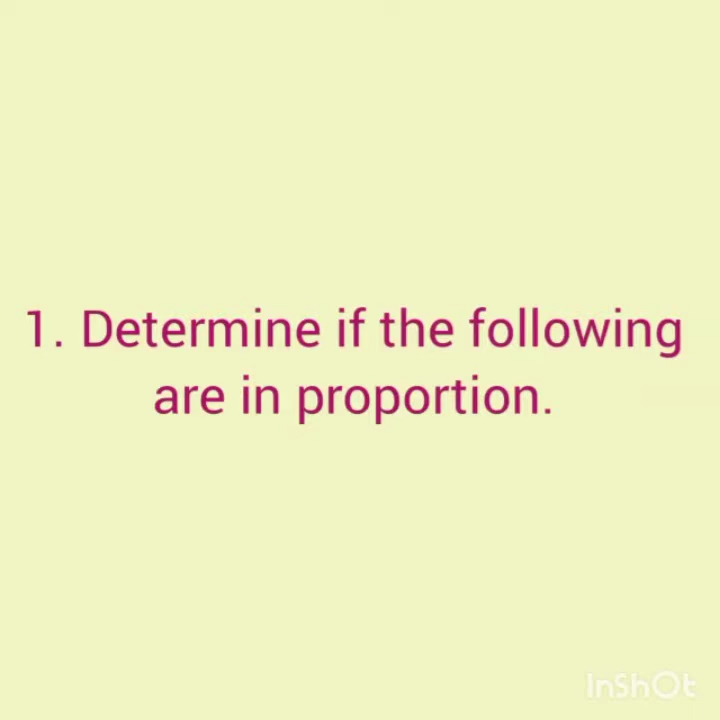 1. Determine if the following
are in proportion.
InShOt